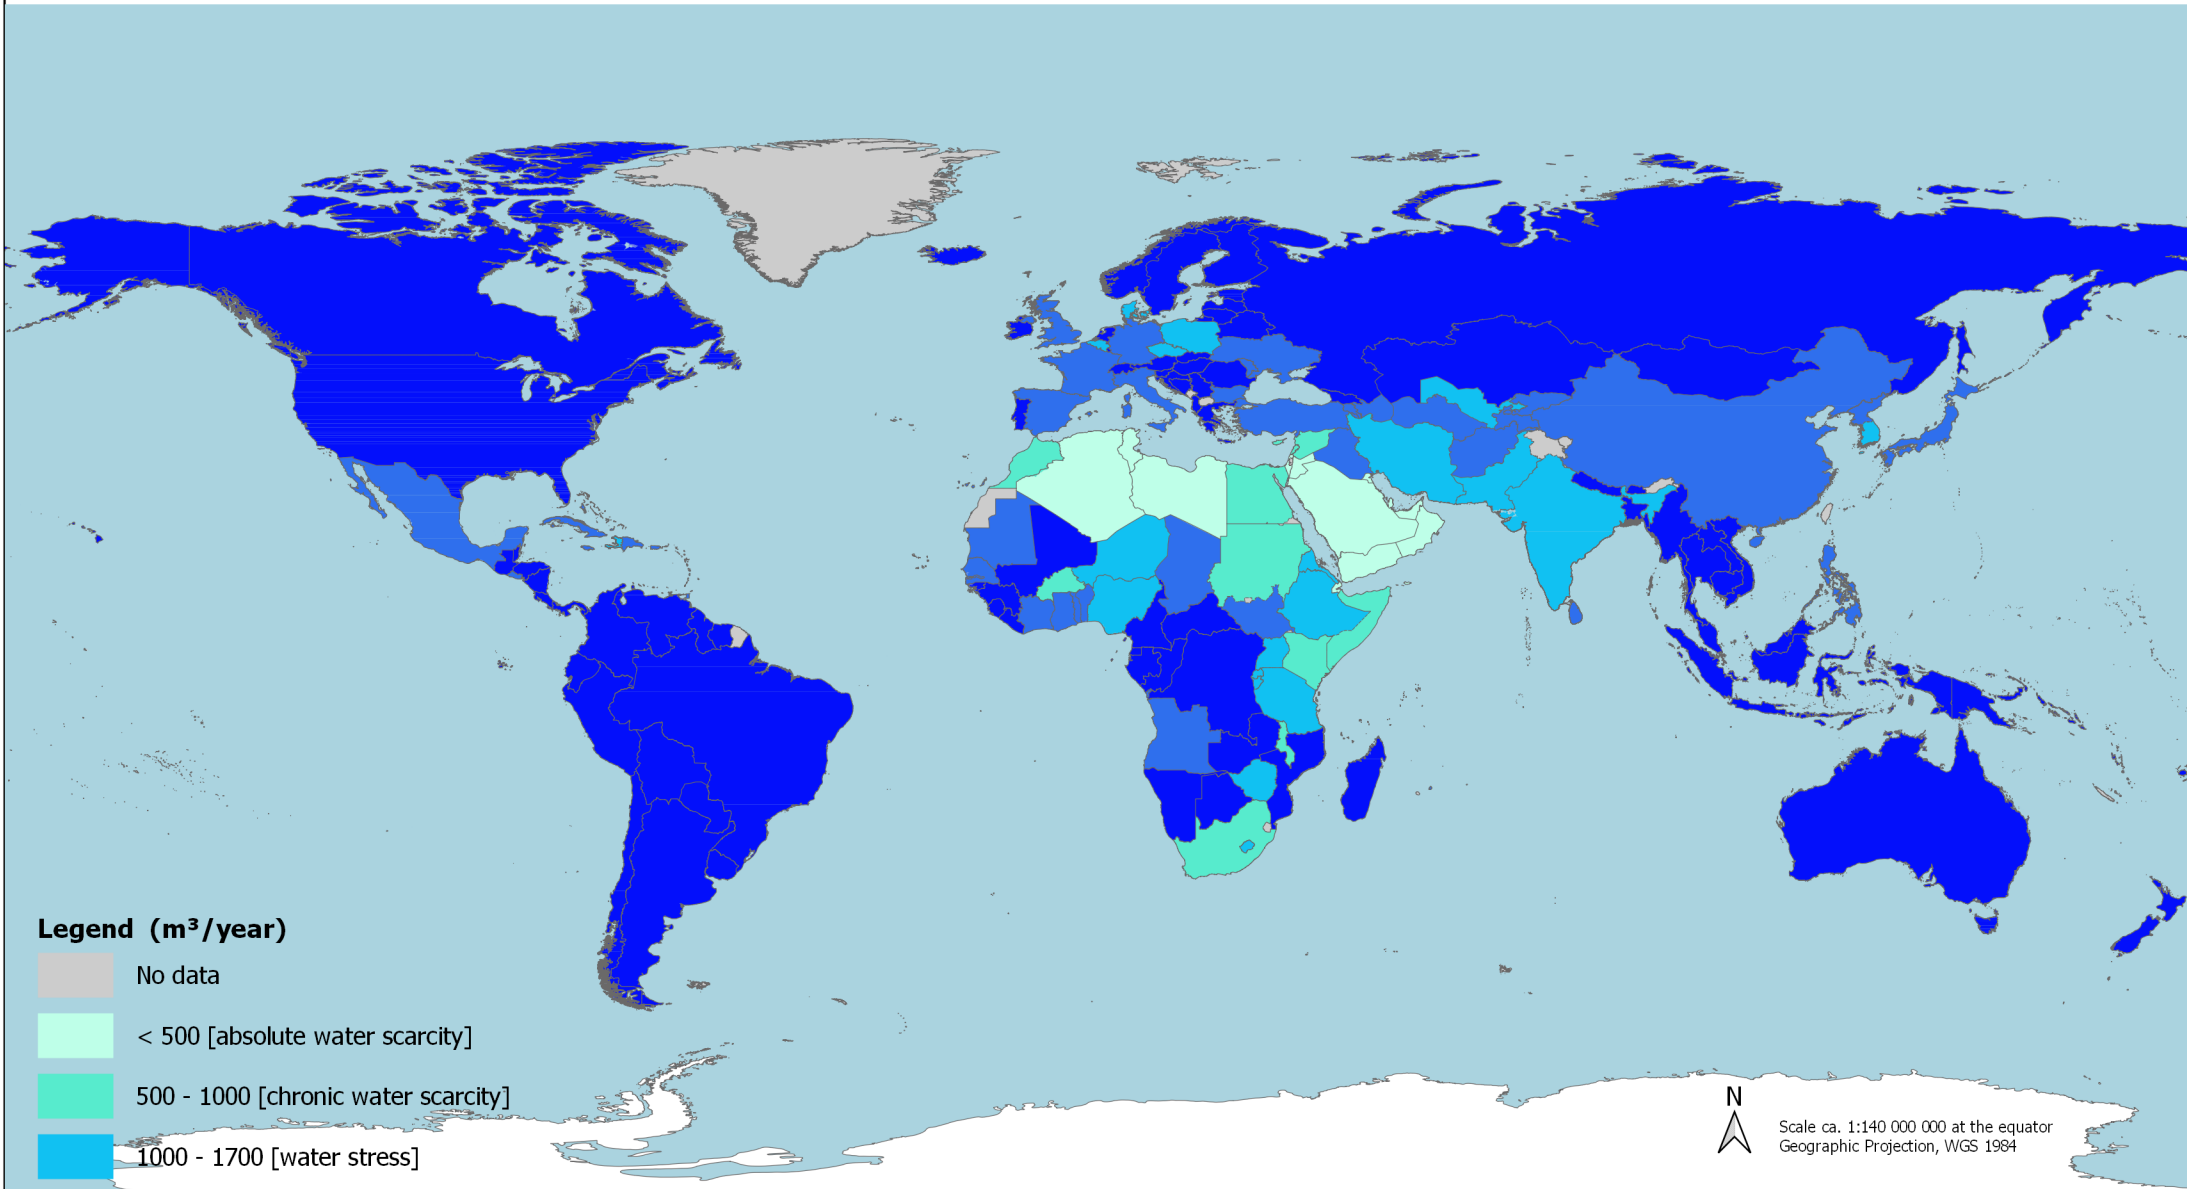 Legend (m³/year)
No data
< 500 [absolute water scarcity]
500 - 1000 [chronic water scarcity]
1000 - 1700 [water stress]
N
Scale ca. 1:140 000 000 at the equator
Geographic Projection, WGS 1984